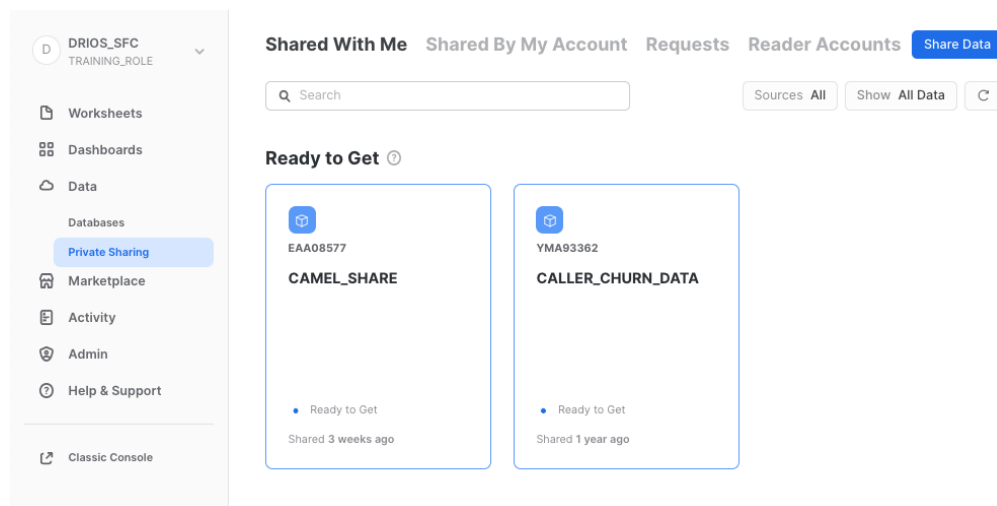 D
DRIOS_SFC
TRAINING_ROLE
Worksheets
Dashboards
Data
Databases
Private Sharing
Marketplace
Activity
Admin
Help & Support
Classic Console
Shared With Me Shared By My Account Requests Reader Accounts Share Data
Search
Sources All Show All Data
Ready to Get ?
EAA08577
CAMEL_SHARE
Ready to Get
Shared 3 weeks ago
YMA93362
CALLER_CHURN_DATA
Ready to Get
Shared 1 year ago